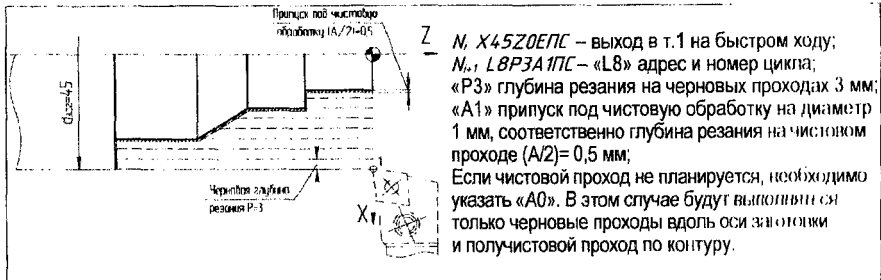 Припуск под чистовую
обработку (А/2)=0,5
Z
dзаг=45
Черновая глубина
резания P=3
X
N, X45Z0ЕПС – выход в т.1 на быстром ходу;
Ni+1 L8P3A1ПС – «L8» адрес и номер цикла;
«P3» глубина резания на черновых проходах 3 мм;
«A1» припуск под чистовую обработку на диаметр
1 мм, соответственно глубина резания на чистовом
проходе (A/2)= 0,5 мм;
Если чистовой проход не планируется, необходимо
указать «A0». В этом случае будут выполнятся
только черновые проходы вдоль оси заготовки
и получистовой проход по контуру.